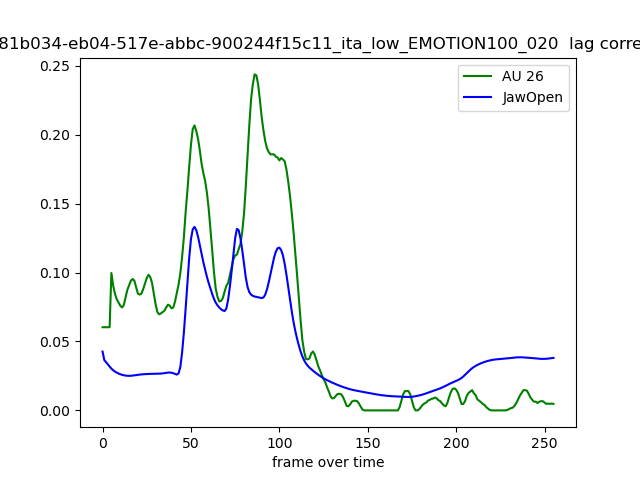 81b034-eb04-517e-abbc-900244f15c11_ita_low_EMOTION100_020 lag corre
AU 26
JawOpen
0.25
0.20
0.15
0.10
0.05
0.00
0 50 100 150 200 250
frame over time